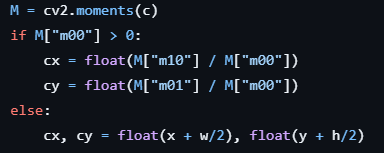 M = cv2.moments(c)
if M["m00"] > 0:
    cx = float(M["m10"] / M["m00"])
    cy = float(M["m01"] / M["m00"])
else:
    cx, cy = float(x + w/2), float(y + h/2)